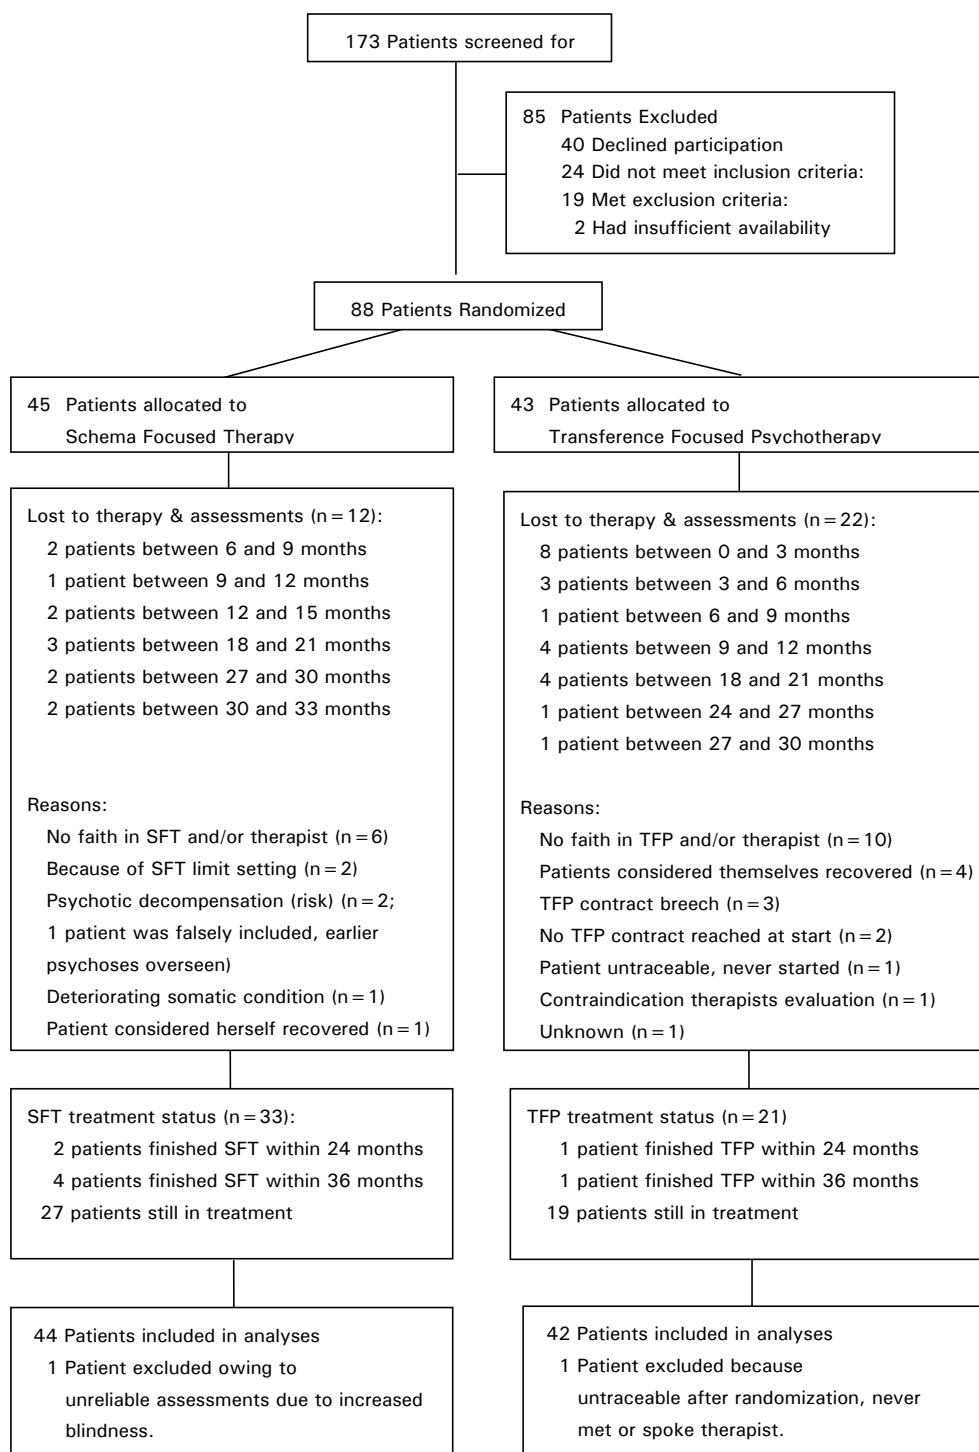 173 Patients screened for
85 Patients Excluded
40 Declined participation
24 Did not meet inclusion criteria:
19 Met exclusion criteria:
2 Had insufficient availability
88 Patients Randomized
45 Patients allocated to
Schema Focused Therapy
43 Patients allocated to
Transference Focused Psychotherapy
Lost to therapy & assessments (n=12):
2 patients between 6 and 9 months
1 patient between 9 and 12 months
2 patients between 12 and 15 months
3 patients between 18 and 21 months
2 patients between 27 and 30 months
2 patients between 30 and 33 months
Reasons:
No faith in SFT and/or therapist (n=6)
Because of SFT limit setting (n=2)
Psychotic decompensation (risk) (n=2;
1 patient was falsely included, earlier
psychoses overseen)
Deteriorating somatic condition (n=1)
Patient considered herself recovered (n=1)
Lost to therapy & assessments (n=22):
8 patients between 0 and 3 months
3 patients between 3 and 6 months
1 patient between 6 and 9 months
4 patients between 9 and 12 months
4 patients between 18 and 21 months
1 patient between 24 and 27 months
1 patient between 27 and 30 months
Reasons:
No faith in TFP and/or therapist (n=10)
Patients considered themselves recovered (n=4)
TFP contract breech (n=3)
No TFP contract reached at start (n=2)
Patient untraceable, never started (n=1)
Contraindication therapists evaluation (n=1)
Unknown (n=1)
SFT treatment status (n=33):
2 patients finished SFT within 24 months
4 patients finished SFT within 36 months
27 patients still in treatment
TFP treatment status (n=21)
1 patient finished TFP within 24 months
1 patient finished TFP within 36 months
19 patients still in treatment
44 Patients included in analyses
1 Patient excluded owing to
unreliable assessments due to increased
blindness.
42 Patients included in analyses
1 Patient excluded because
untraceable after randomization, never
met or spoke therapist.